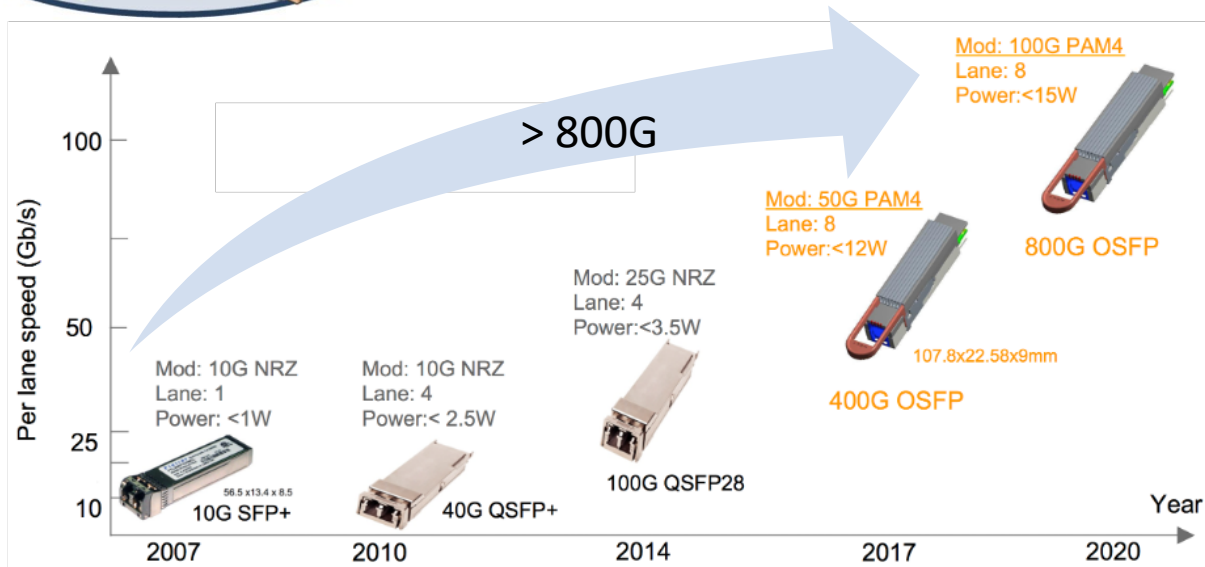 Mod: 100G PAM4
Lane: 8
Power:<15W
> 800G
100
Mod: 50G PAM4
Lane: 8
Power:<12W
800G OSFP
Mod: 25G NRZ
Lane: 4
Power:<3.5W
Per lane speed (Gb/s)
50
107.8x22.58x9mm
400G OSFP
Mod: 10G NRZ
Lane: 1
Power: <1W
Mod: 10G NRZ
Lane: 4
Power:< 2.5W
25
100G QSFP28
56.5 x13.4 x 8.5
10G SFP+
40G QSFP+
10
Year
2007
2010
2014
2017
2020